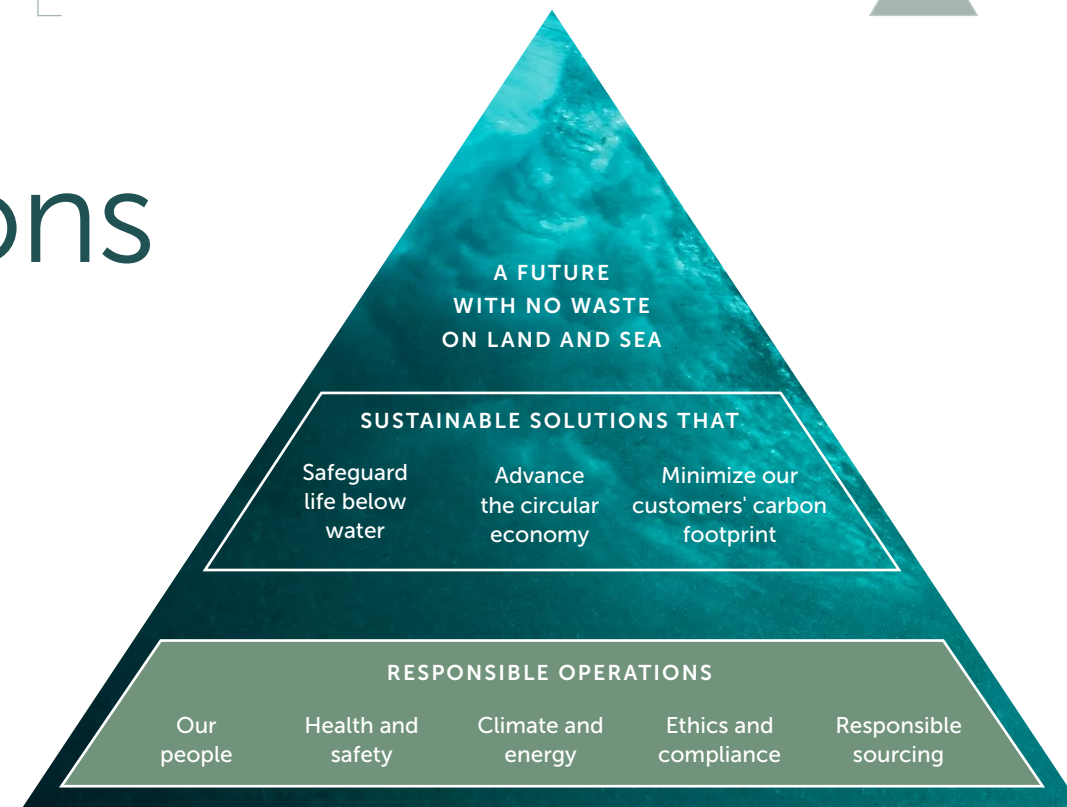 ons
A FUTURE
WITH NO WASTE
ON LAND AND SEA
SUSTAINABLE SOLUTIONS THAT
Safeguard
life below
water
Advance
the circular
economy
Minimize our
customers' carbon
footprint
RESPONSIBLE OPERATIONS
Our
people
Health and
safety
Climate and
energy
Ethics and
compliance
Responsible
sourcing